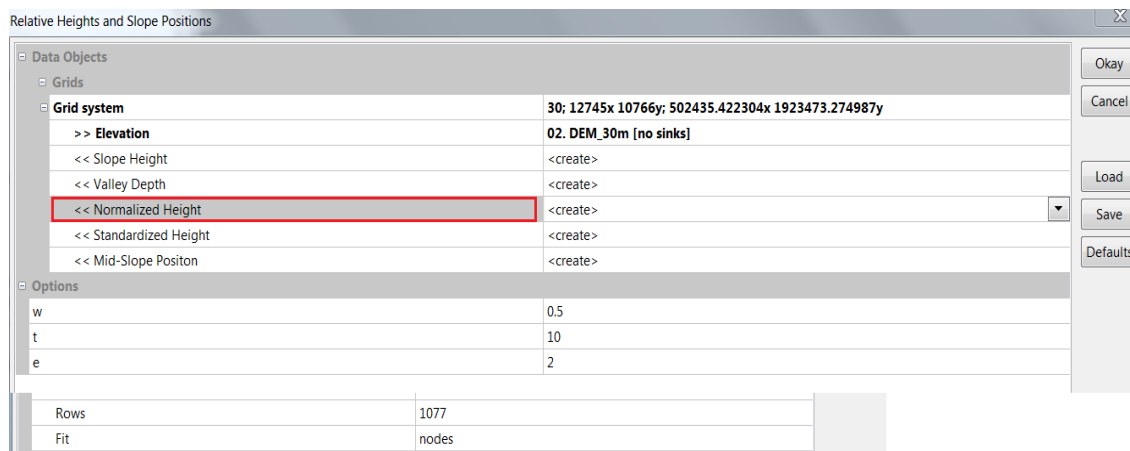 Relative Heights and Slope Positions
Data Objects
Grids
Grid system 30; 12745x 10766y; 502435.422304x 1923473.274987y
>> Elevation 02. DEM_30m [no sinks]
<< Slope Height <create>
<< Valley Depth <create>
<< Normalized Height <create>
<< Standardized Height <create>
<< Mid-Slope Positon <create>
Options
w 0.5
t 10
e 2
Rows 1077
Fit nodes
Okay
Cancel
Load
Save
Defaults